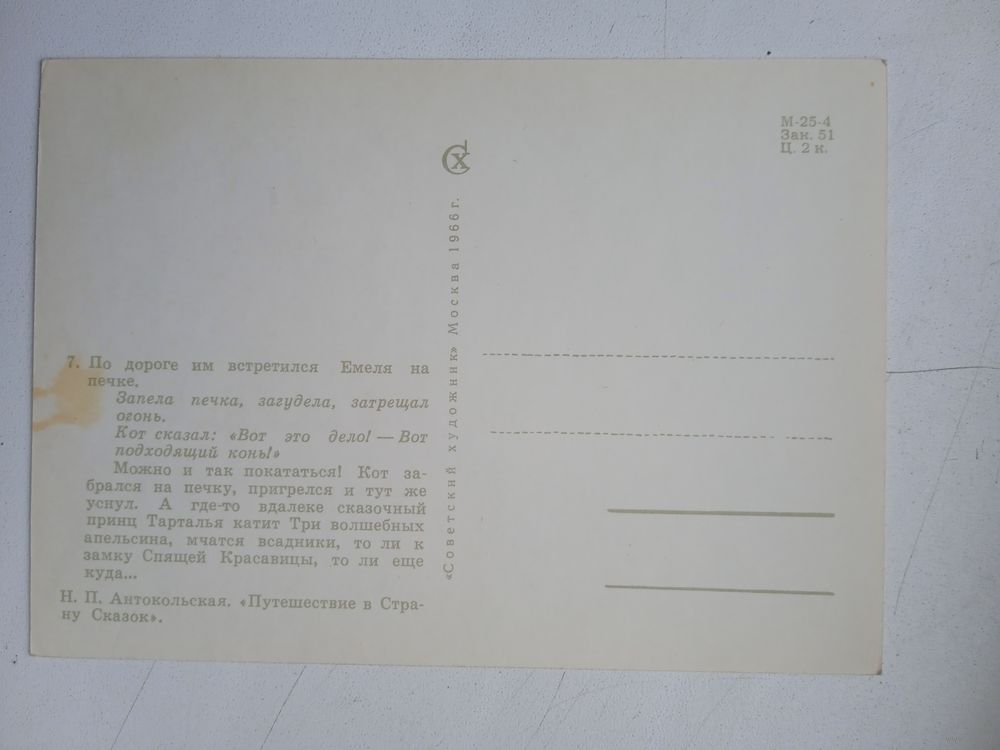 М-25-4
Зак. 51
Ц. 2 к.
СХ
«Советский художник» Москва 1966 г.
7. По дороге им встретился Емеля на
печке.
Запела печка, загудела, затрещал
огонь.
Кот сказал: «Вот это дело! — Вот
подходящий конь!»
Можно и так покататься! Кот за-
брался на печку, пригрелся и тут же
уснул. А где-то вдалеке сказочный
принц Тарталья катит Три волшебных
апельсина, мчатся всадники, то ли к
замку Спящей Красавицы, то ли еще
куда...
Н. П. Антокольская. «Путешествие в Стра-
ну Сказок».